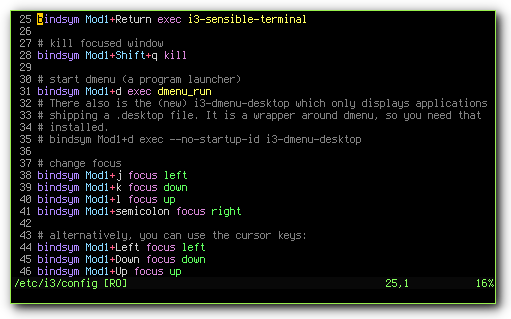 25 bindsym Mod1+Return exec i3-sensible-terminal
26
27 # kill focused window
28 bindsym Mod1+Shift+q kill
29
30 # start dmenu (a program launcher)
31 bindsym Mod1+d exec dmenu_run
32 # There also is the (new) i3-dmenu-desktop which only displays applications
33 # shipping a .desktop file. It is a wrapper around dmenu, so you need that
34 # installed.
35 # bindsym Mod1+d exec --no-startup-id i3-dmenu-desktop
36
37 # change focus
38 bindsym Mod1+j focus left
39 bindsym Mod1+k focus down
40 bindsym Mod1+l focus up
41 bindsym Mod1+semicolon focus right
42
43 # alternatively, you can use the cursor keys:
44 bindsym Mod1+Left focus left
45 bindsym Mod1+Down focus down
46 bindsym Mod1+Up focus up
/etc/i3/config [RO] 25,1 16%